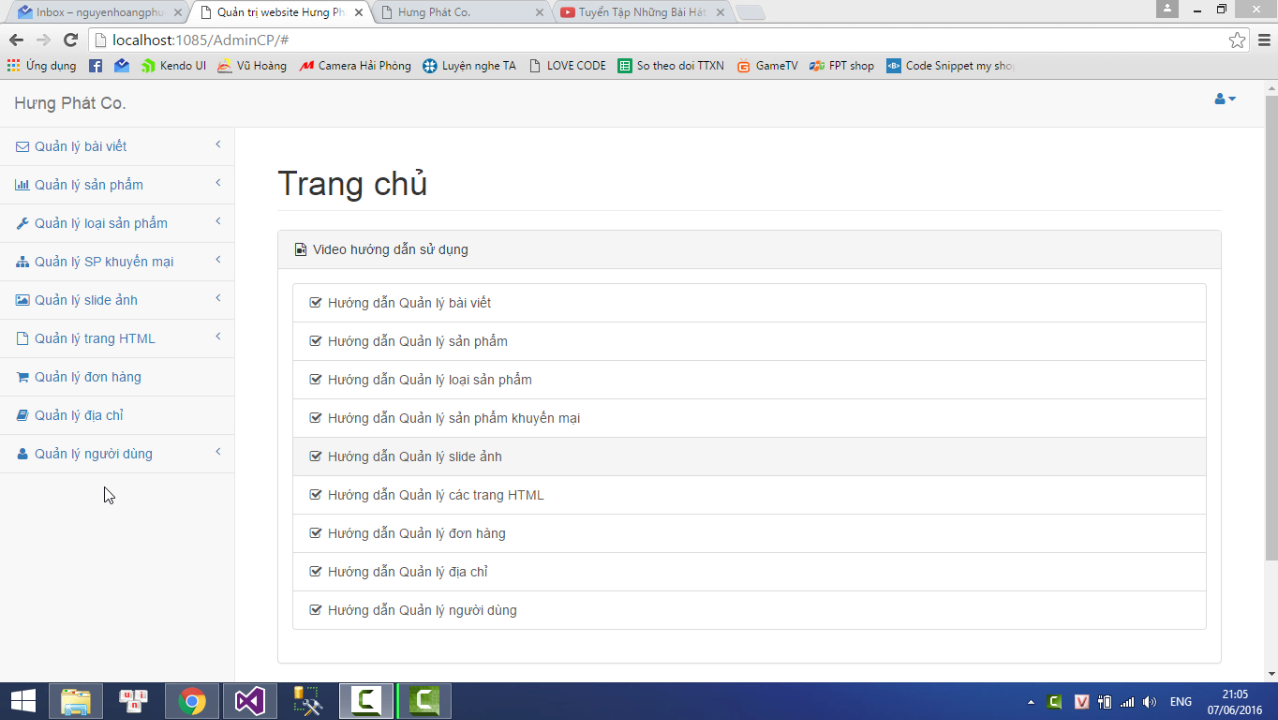 Inbox – nguyenhoangphu
Quản trị website Hưng Ph
Hưng Phát Co.
Tuyển Tập Những Bài Hát
localhost:1085/AdminCP/#
Ứng dụng
Kendo UI
Vũ Hoàng
Camera Hải Phòng
Luyện nghe TA
LOVE CODE
So theo doi TTXN
GameTV
FPT shop
Code Snippet my shop
Hưng Phát Co.
Quản lý bài viết
Quản lý sản phẩm
Quản lý loại sản phẩm
Quản lý SP khuyến mại
Quản lý slide ảnh
Quản lý trang HTML
Quản lý đơn hàng
Quản lý địa chỉ
Quản lý người dùng
Trang chủ
Video hướng dẫn sử dụng
Hướng dẫn Quản lý bài viết
Hướng dẫn Quản lý sản phẩm
Hướng dẫn Quản lý loại sản phẩm
Hướng dẫn Quản lý sản phẩm khuyến mại
Hướng dẫn Quản lý slide ảnh
Hướng dẫn Quản lý các trang HTML
Hướng dẫn Quản lý đơn hàng
Hướng dẫn Quản lý địa chỉ
Hướng dẫn Quản lý người dùng
ENG
21:05
07/06/2016